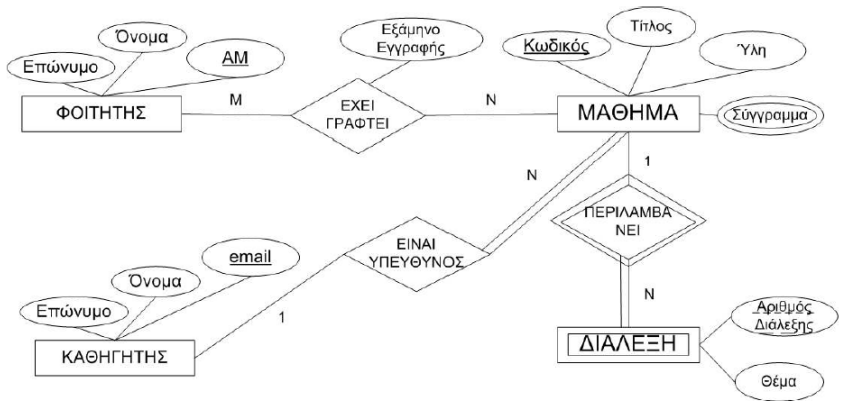 Όνομα
Επώνυμο
ΑΜ
ΦΟΙΤΗΤΗΣ
Μ
Εξάμηνο
Εγγραφής
ΕΧΕΙ
ΓΡΑΦΤΕΙ
Ν
Κωδικός
Τίτλος
Ύλη
ΜΑΘΗΜΑ
Σύγγραμμα
Ν
1
ΠΕΡΙΛΑΜΒΑ
ΝΕΙ
ΕΙΝΑΙ
ΥΠΕΥΘΥΝΟΣ
email
Όνομα
Επώνυμο
1
ΚΑΘΗΓΗΤΗΣ
Ν
Αριθμός
Διάλεξης
ΔΙΑΛΕΞΗ
Θέμα